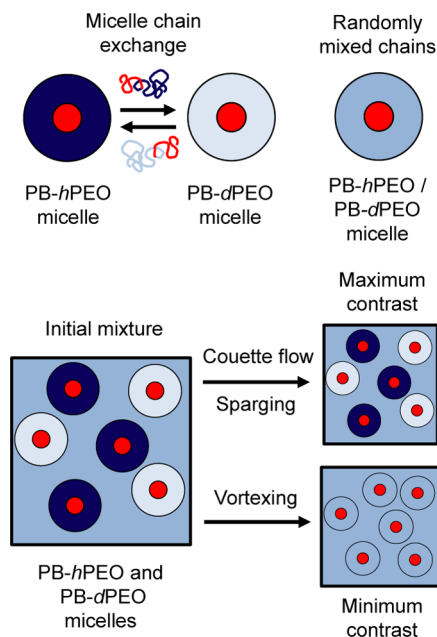 Micelle chain
exchange
Randomly
mixed chains
PB-hPEO
micelle
PB-dPEO
micelle
PB-hPEO /
PB-dPEO
micelle
Initial mixture
Maximum
contrast
Couette flow
Sparging
Vortexing
PB-hPEO and
PB-dPEO
micelles
Minimum
contrast